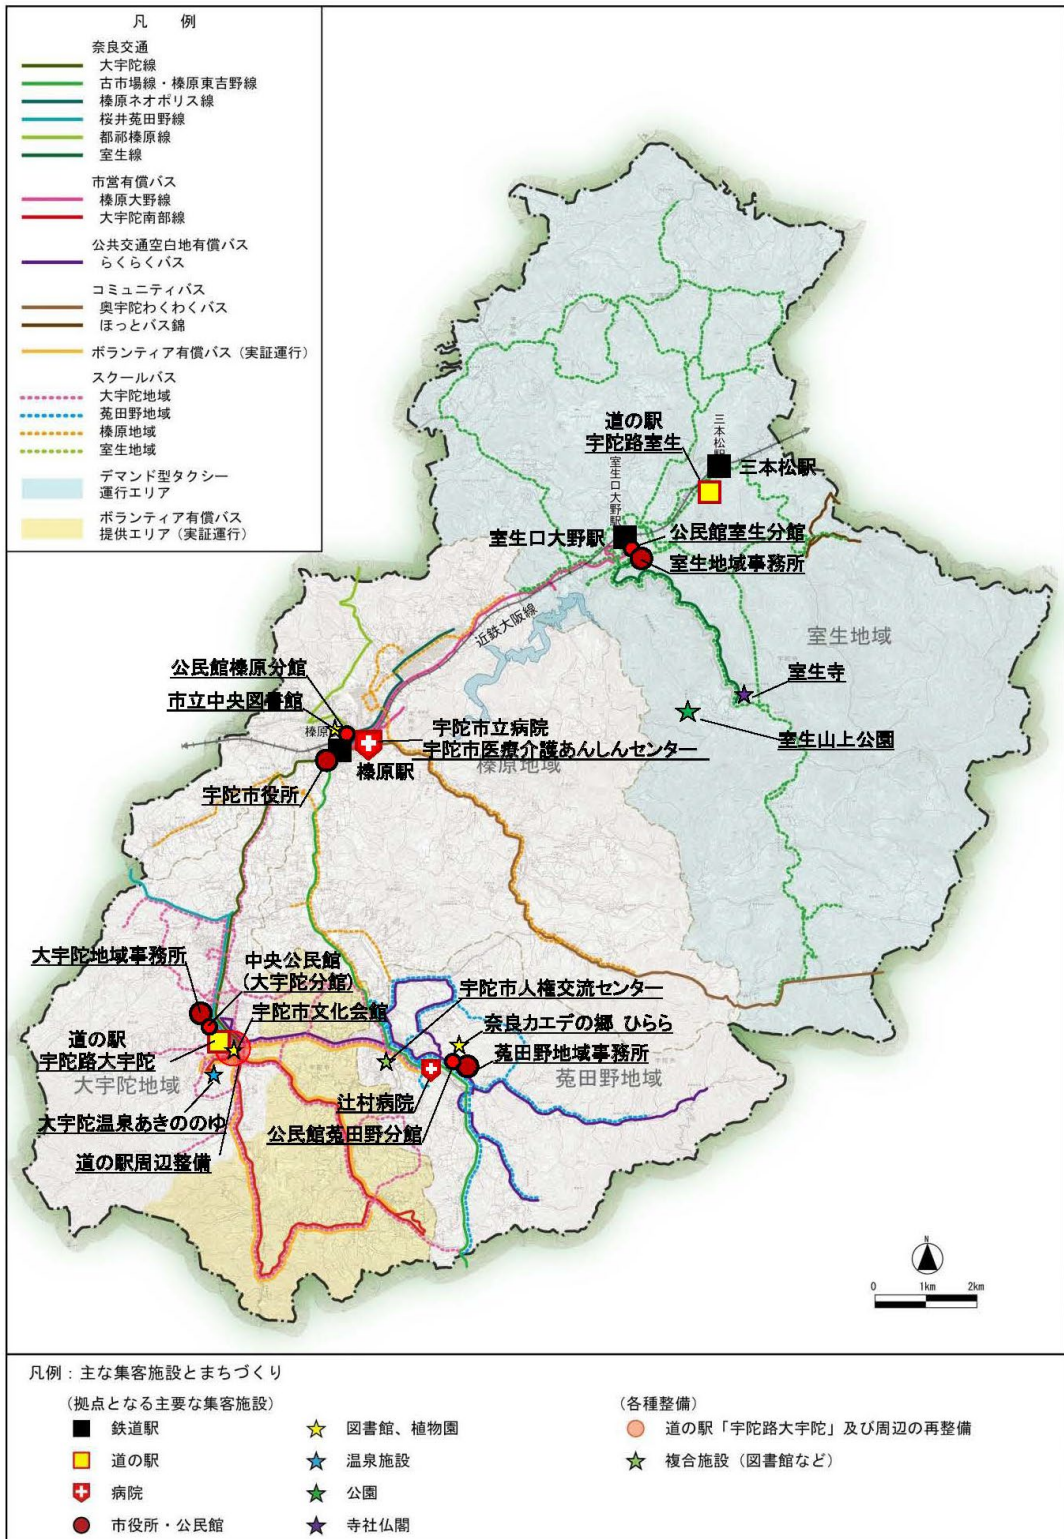 凡 例
奈良交通
大宇陀線
古市場線・榛原東吉野線
榛原ネオポリス線
桜井菟田野線
都祁榛原線
室生線
市営有償バス
榛原大野線
大宇陀南部線
公共交通空白地有償バス
らくらくバス
コミュニティバス
奥宇陀わくわくバス
ほっとバス錦
ボランティア有償バス（実証運行）
スクールバス
大宇陀地域
菟田野地域
榛原地域
室生地域
デマンド型タクシー
運行エリア
ボランティア有償バス
提供エリア（実証運行）
道の駅
宇陀路室生
三本松駅
三本松駅
室生口大野駅
室生口大野駅
公民館室生分館
室生地域事務所
近鉄大阪線
室生地域
室生寺
室生山上公園
公民館榛原分館
市立中央図書館
榛原
宇陀市立病院
宇陀市医療介護あんしんセンター
榛原駅
榛原地域
宇陀市役所
大宇陀地域事務所
中央公民館
(大宇陀分館)
宇陀市文化会館
宇陀市人権交流センター
奈良カエデの郷 ひらら
菟田野地域事務所
道の駅
宇陀路大宇陀
大宇陀地域
菟田野地域
辻村病院
公民館菟田野分館
大宇陀温泉あきののゆ
道の駅周辺整備
N
0 1km 2km
凡例：主な集客施設とまちづくり
（拠点となる主要な集客施設）
鉄道駅
道の駅
病院
市役所・公民館
図書館、植物園
温泉施設
公園
寺社仏閣
（各種整備）
道の駅「宇陀路大宇陀」及び周辺の再整備
複合施設（図書館など）